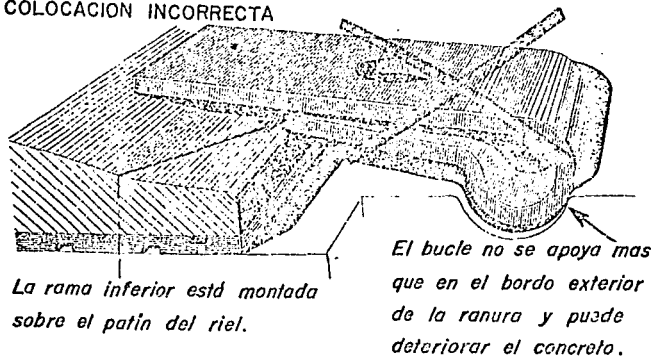 COLOCACION INCORRECTA
El bucle no se apoya mas
que en el bordo exterior
de la ranura y puede
deteriorar el concreto.
La rama inferior está montada
sobre el patín del riel.